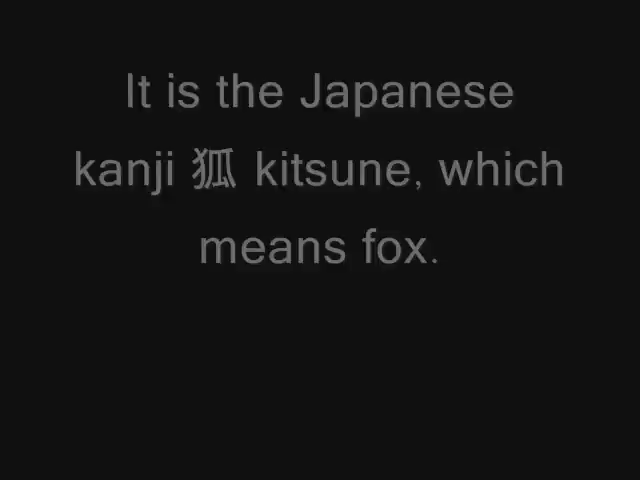 It is the Japanese
kanji 狐 kitsune, which
means fox.